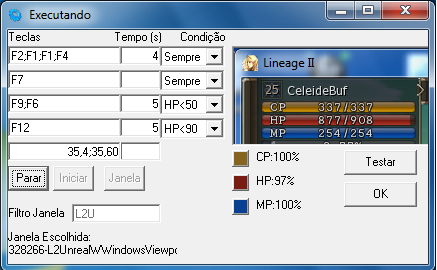 Executando
Teclas Tempo (s) Condição
F2;F1;F1;F4 4 Sempre
F7 Sempre
F9;F6 5 HP<50
F12 5 HP<90
35,4;35,60
Parar Iniciar Janela
Filtro Janela L2U
Janela Escolhida:
328266-L2UnrealWWindowsViewpo
Lineage II
25 CeleideBuf
CP 337/337
HP 877/908
MP 254/254
CP:100%
HP:97%
MP:100%
Testar
OK